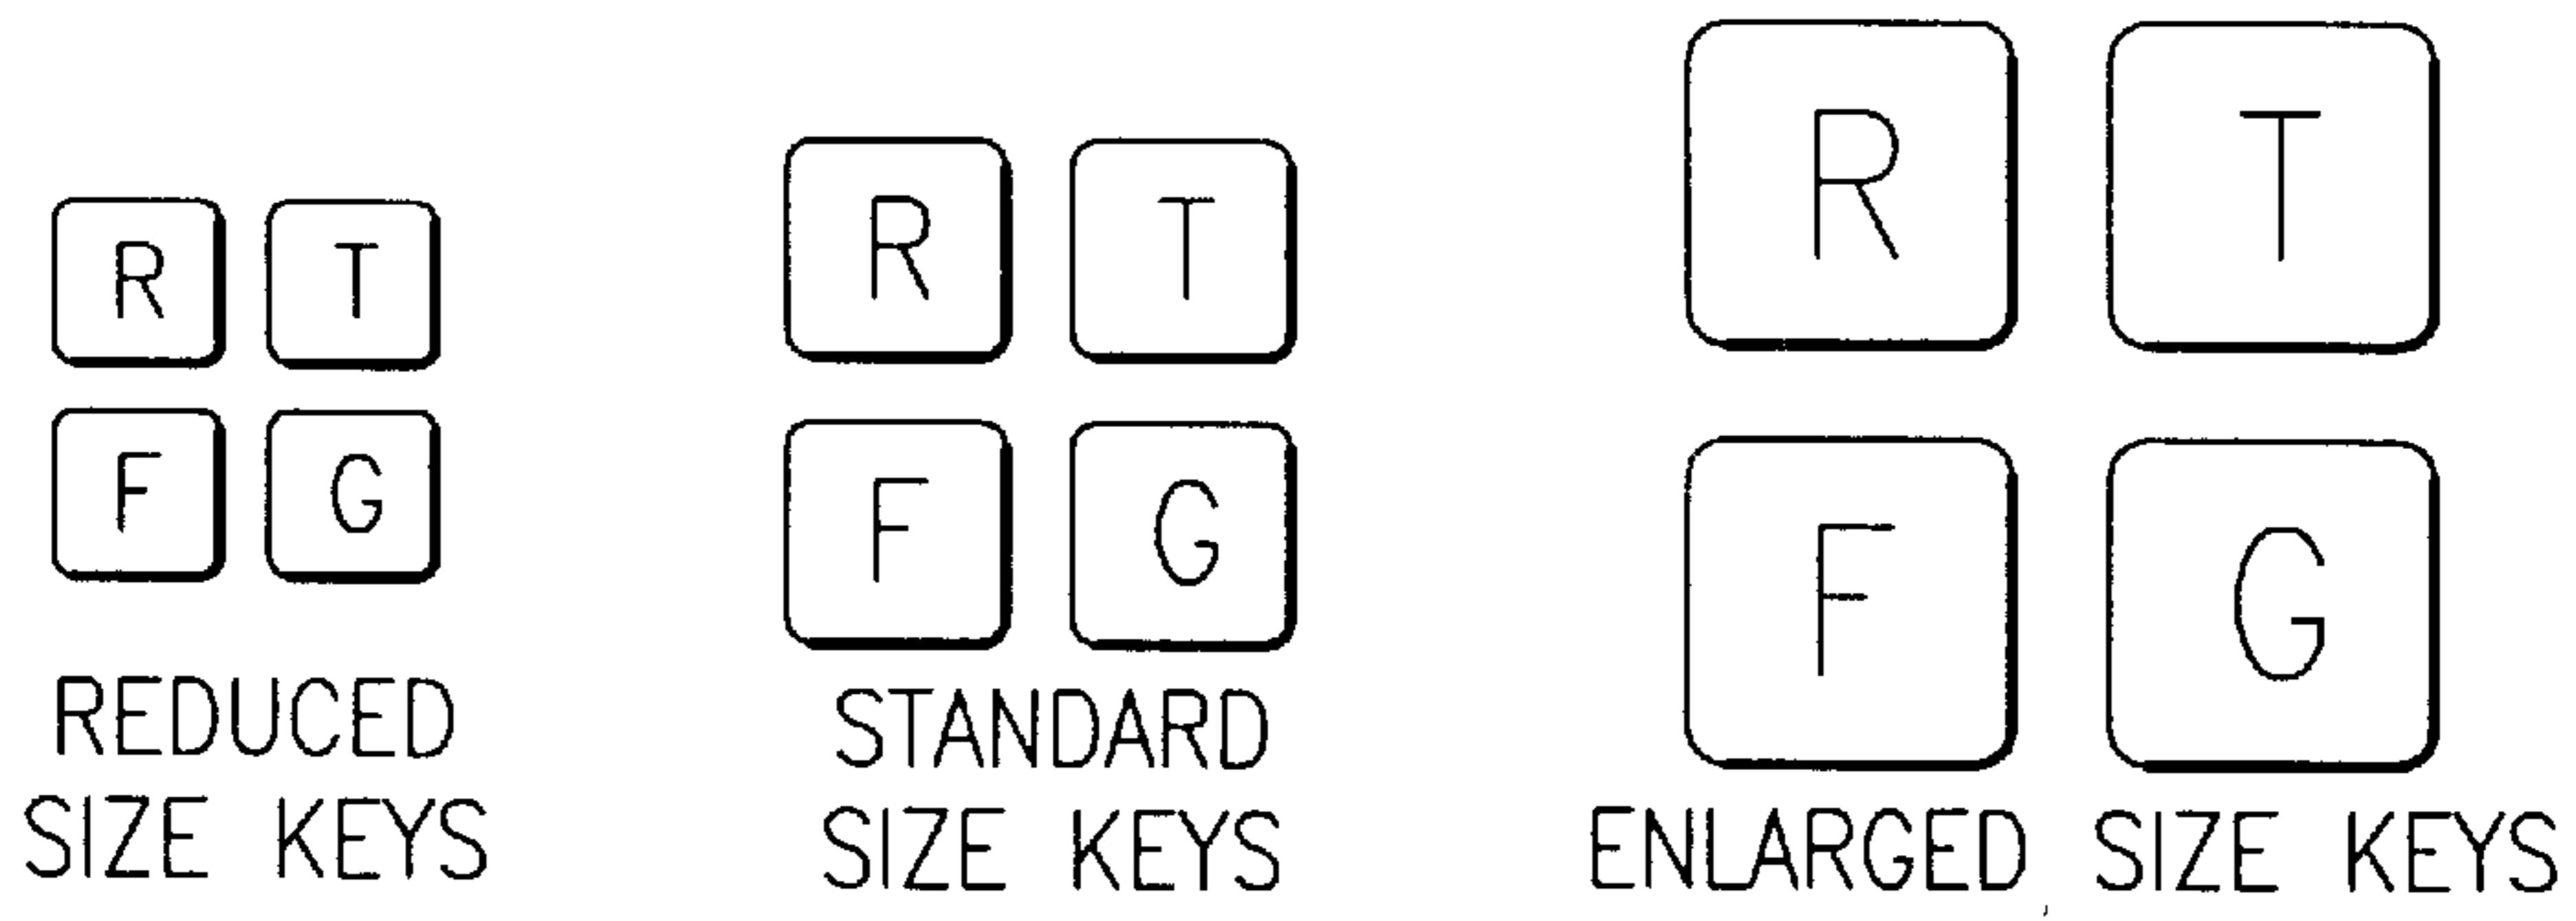 R T
F G
REDUCED
SIZE KEYS
R T
F G
STANDARD
SIZE KEYS
R T
F G
ENLARGED SIZE KEYS